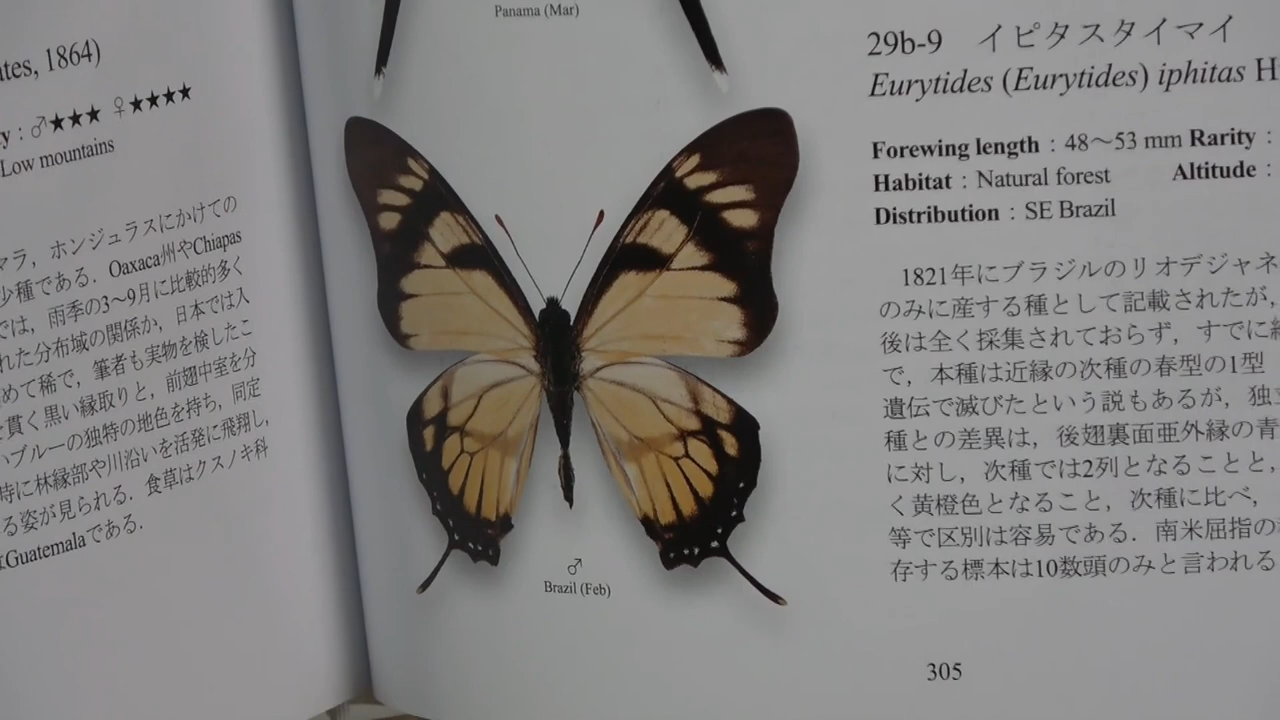 ates, 1864)
y : ♂★★★ ♀★★★★
Low mountains
マラ，ホンジュラスにかけての
少種である．Oaxaca州やChiapas
では，雨季の3～9月に比較的多く
れた分布域の関係か，日本では入
めて稀で，筆者も実物を検したこ
を貫く黒い縁取りと，前翅中室を分
いブルーの独特の地色を持ち，同定
時に林縁部や川沿いを活発に飛翔し，
る姿が見られる．食草はクスノキ科
Guatemalaである．
Panama (Mar)
♂
Brazil (Feb)
29b-9 イピタスタイマイ
Eurytides (Eurytides) iphitas H
Forewing length : 48～53 mm Rarity :
Habitat : Natural forest Altitude :
Distribution : SE Brazil
1821年にブラジルのリオデジャネ
のみに産する種として記載されたが，
後は全く採集されておらず，すでに
で，本種は近縁の次種の春型の1型
遺伝で滅びたという説もあるが，独
種との差異は，後翅裏面亜外縁の青
に対し，次種では2列となることと，
く黄橙色となること，次種に比べ，
等で区別は容易である．南米屈指の
存する標本は10数頭のみと言われる
305